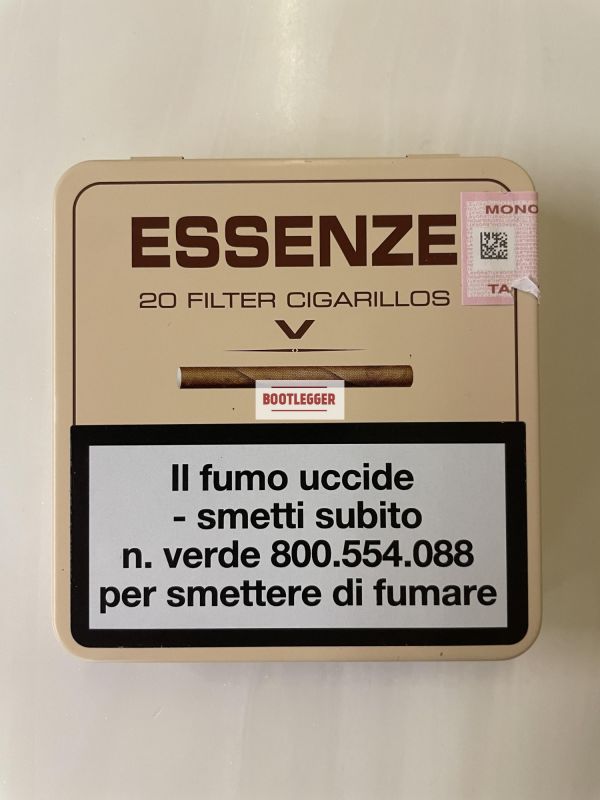 ESSENZE
MONO
TA
20 FILTER CIGARILLOS
V
BOOTLEGGER
Il fumo uccide
- smetti subito
n. verde 800.554.088
per smettere di fumare